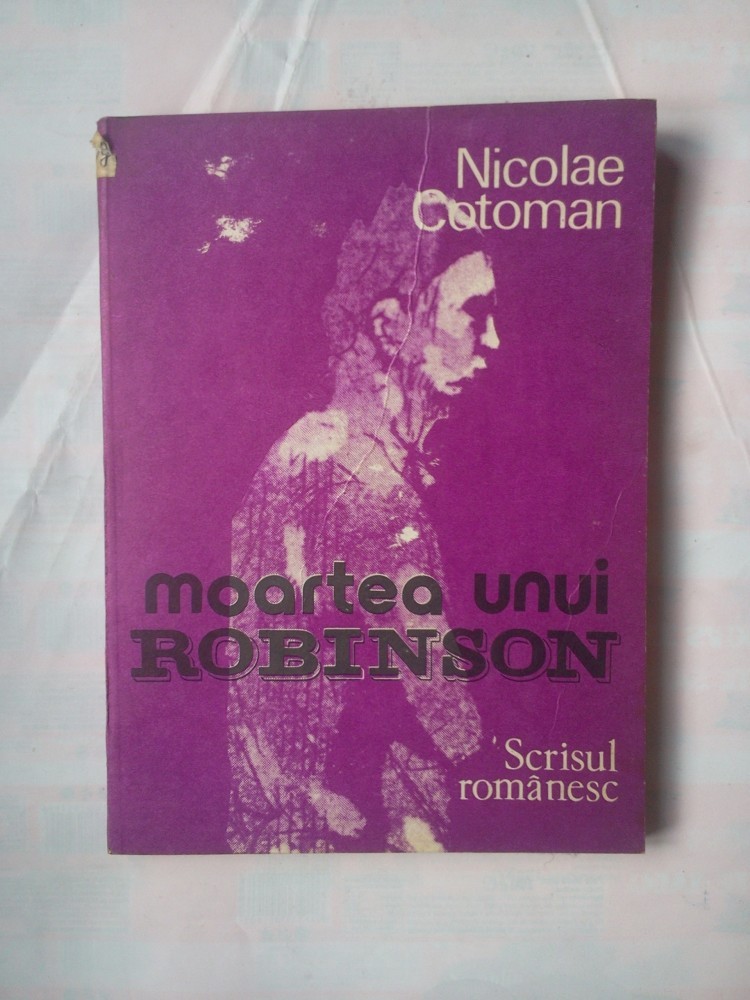 Nicolae
Cotoman
moartea unui
ROBINSON
Scrisul
românesc